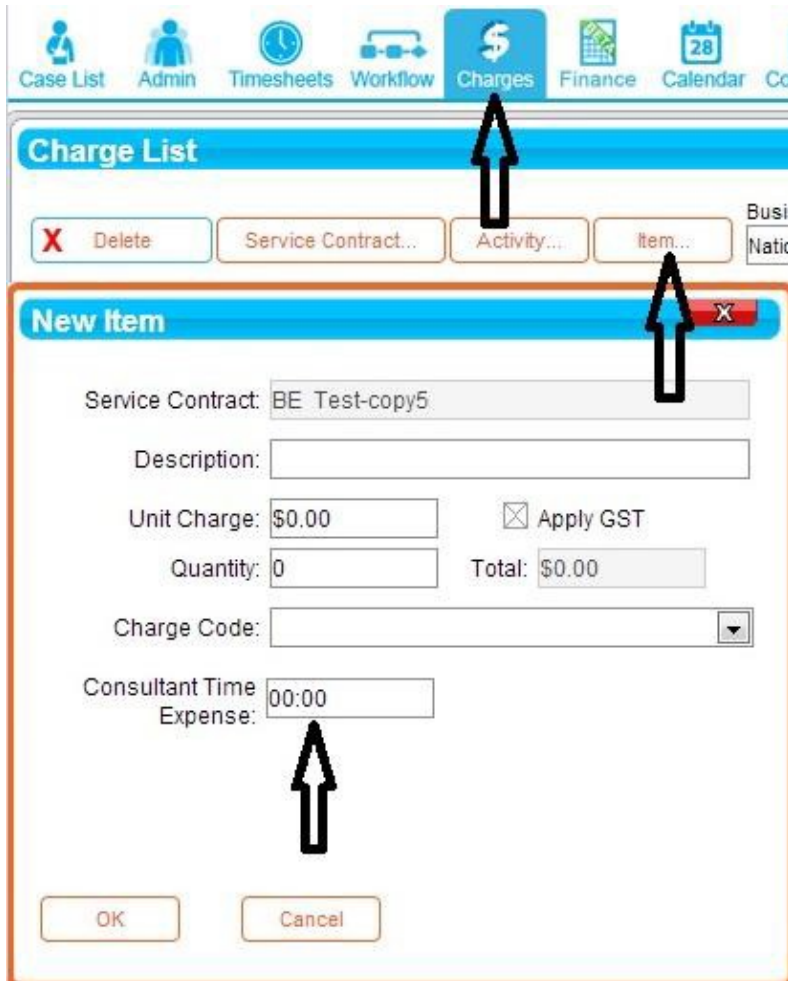 Case List Admin Timesheets Workflow Charges Finance Calendar
28
Charge List
X Delete Service Contract... Activity... Item...
New Item X
Service Contract: BE Test-copy5
Description:
Unit Charge: $0.00 Apply GST
Quantity: 0 Total: $0.00
Charge Code:
Consultant Time
Expense: 00:00
OK Cancel